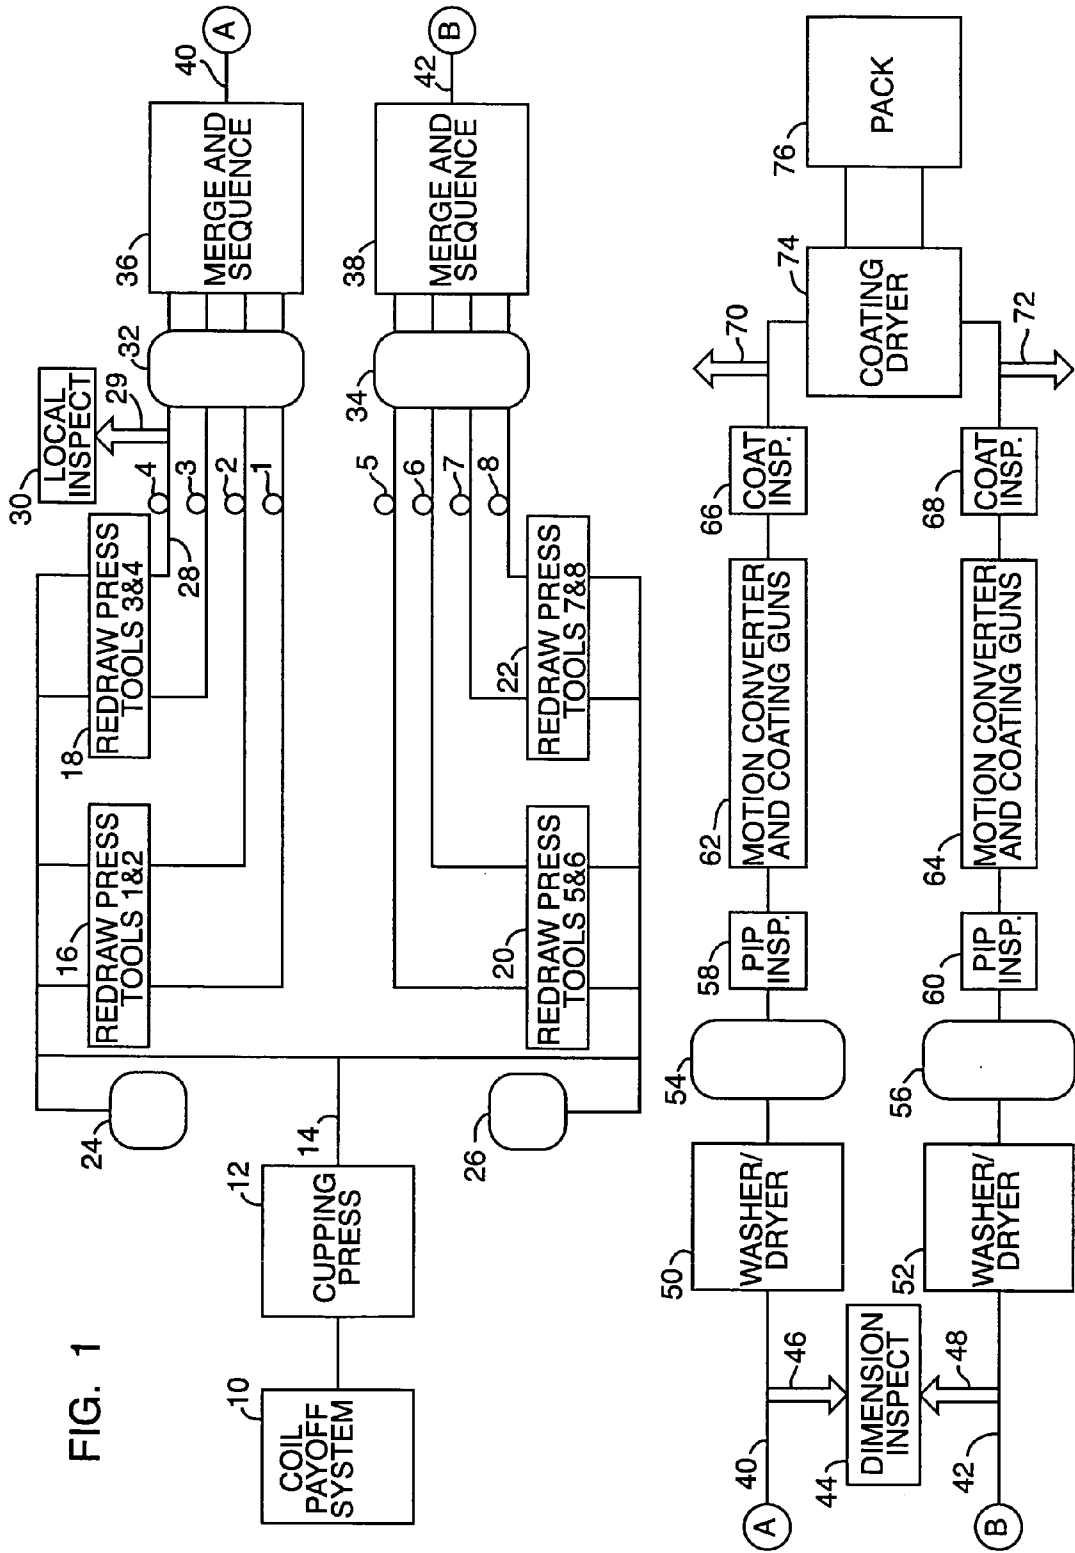 FIG. 1
10
COIL
PAYOFF
SYSTEM
12
CUPPING
PRESS
14
24
26
16
REDRAW PRESS
TOOLS 1&2
18
REDRAW PRESS
TOOLS 3&4
20
REDRAW PRESS
TOOLS 5&6
22
REDRAW PRESS
TOOLS 7&8
28
4
3
2
1
5
6
7
8
30
LOCAL
INSPECT
29
32
34
36
MERGE AND
SEQUENCE
38
MERGE AND
SEQUENCE
40
A
42
B
A
40
B
42
44
DIMENSION
INSPECT
46
48
50
WASHER/
DRYER
52
WASHER/
DRYER
54
56
58
PIP
INSP.
60
PIP
INSP.
62
MOTION CONVERTER
AND COATING GUNS
64
MOTION CONVERTER
AND COATING GUNS
66
COAT
INSP.
68
COAT
INSP.
70
72
74
COATING
DRYER
76
PACK